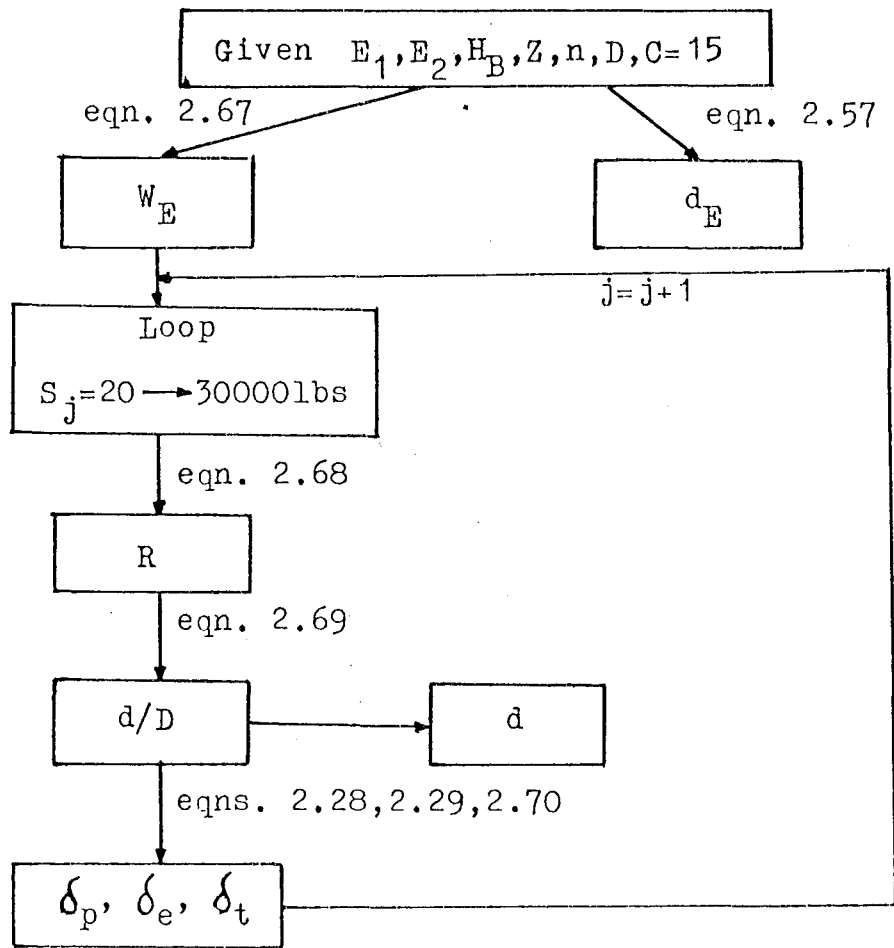 Given E₁,E₂,H_B,Z,n,D,C=15
eqn. 2.67
eqn. 2.57
W_E
d_E
j=j+1
Loop
S_j=20→30000lbs
eqn. 2.68
R
eqn. 2.69
d/D
d
eqns. 2.28,2.29,2.70
δ_p, δ_e, δ_t